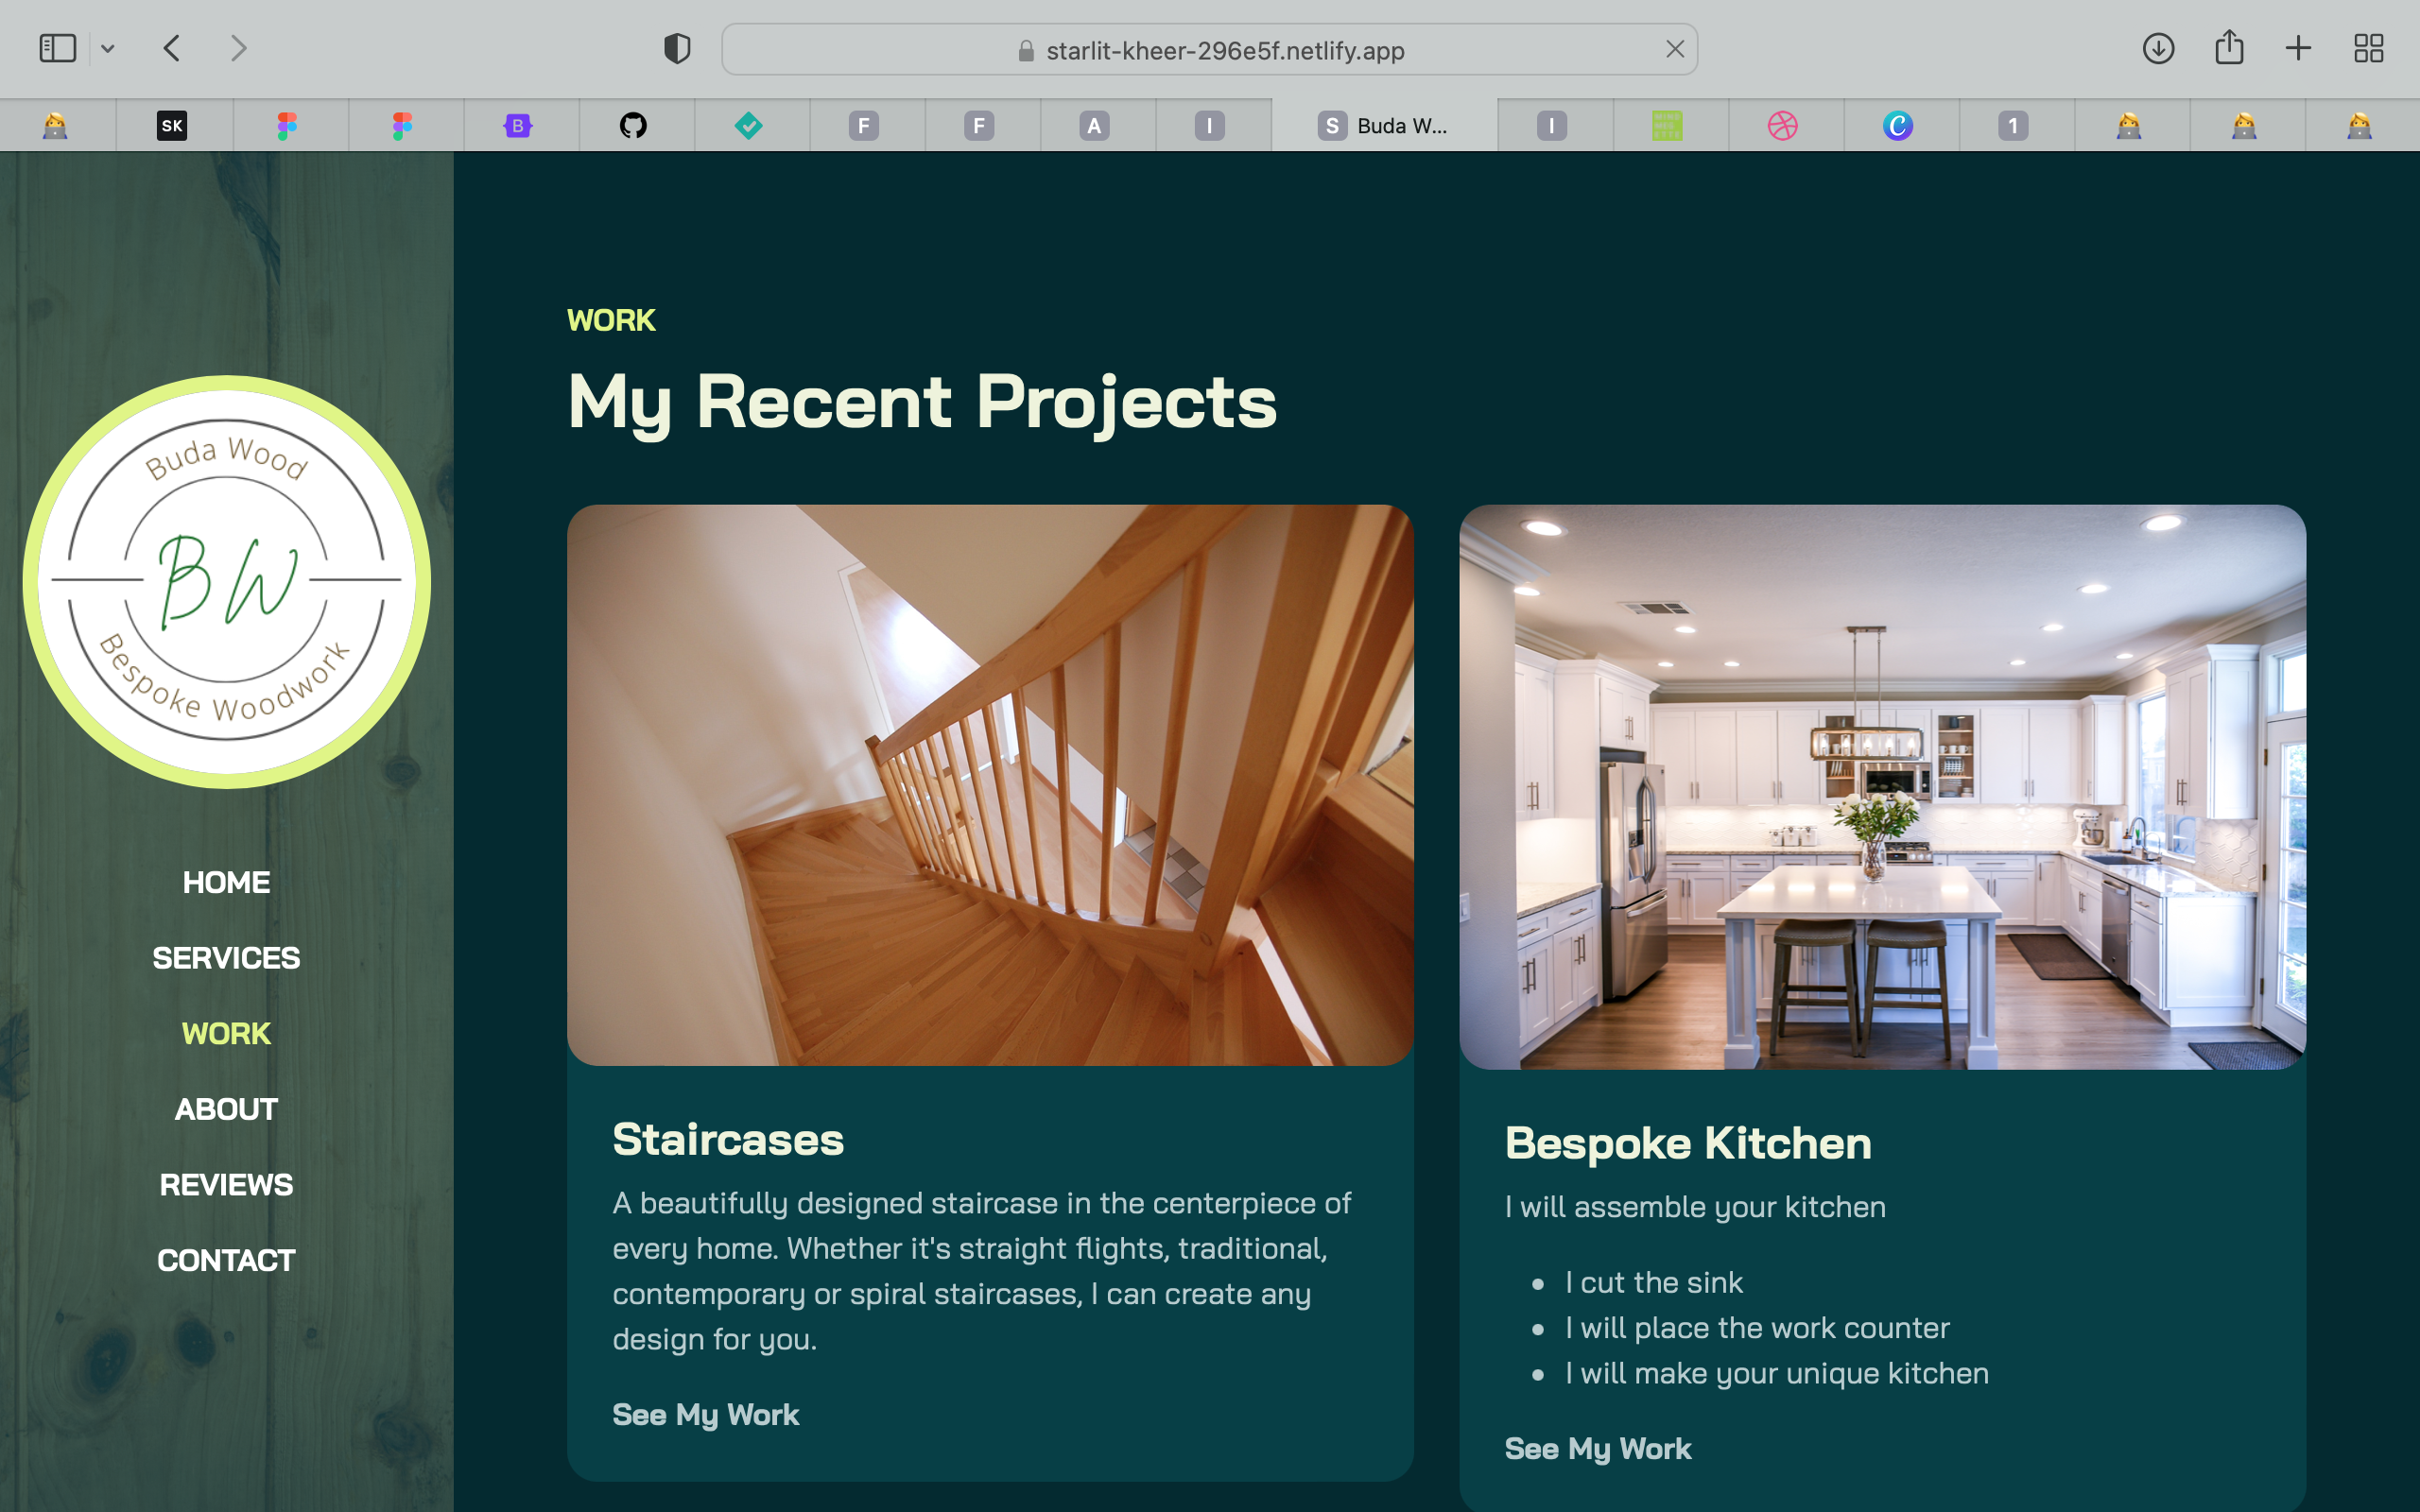 starlit-kheer-296e5f.netlify.app
SK
B
F
F
A
I
S Buda W...
I
MIND
C
1
Buda Wood
BW
Bespoke Woodwork
HOME
SERVICES
WORK
ABOUT
REVIEWS
CONTACT
WORK
My Recent Projects
Staircases
A beautifully designed staircase in the centerpiece of
every home. Whether it's straight flights, traditional,
contemporary or spiral staircases, I can create any
design for you.
See My Work
Bespoke Kitchen
I will assemble your kitchen
• I cut the sink
• I will place the work counter
• I will make your unique kitchen
See My Work